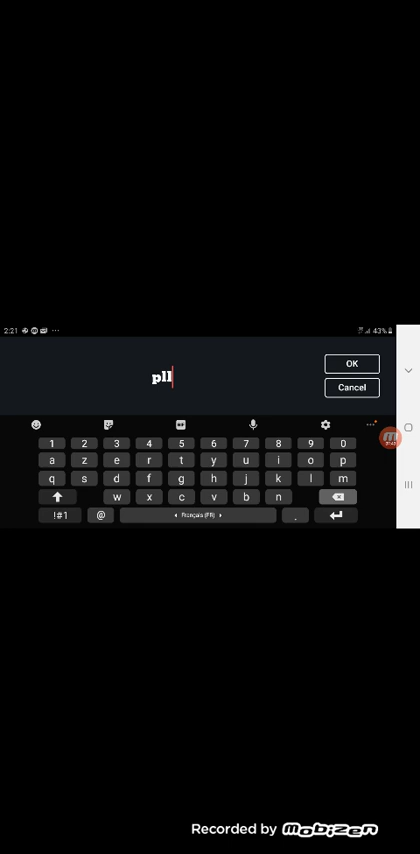 2:21
43%
pll
OK
Cancel
1 2 3 4 5 6 7 8 9 0
a z e r t y u i o p
q s d f g h j k l m
w x c v b n
!#1 @ Français (FR) .
Recorded by Mobizen